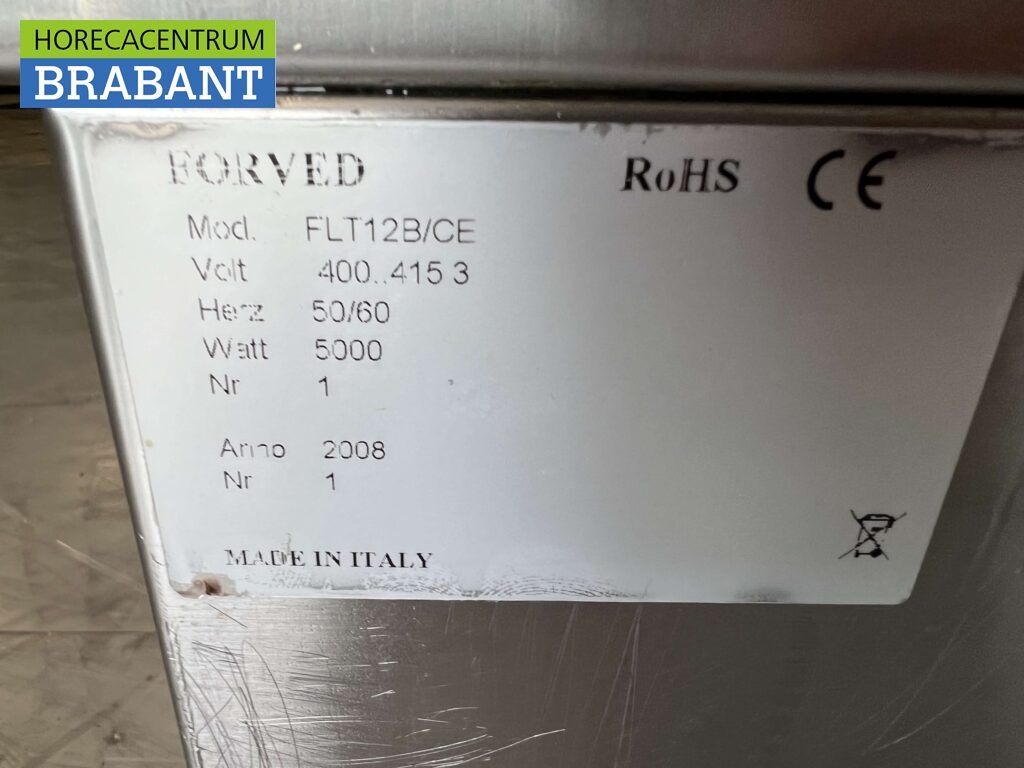 HORECACENTRUM
BRABANT
FORVED
RoHS CE
Mod. FLT12B/CE
Volt 400..415 3
Herz 50/60
Watt 5000
Nr 1
Anno 2008
Nr 1
MADE IN ITALY